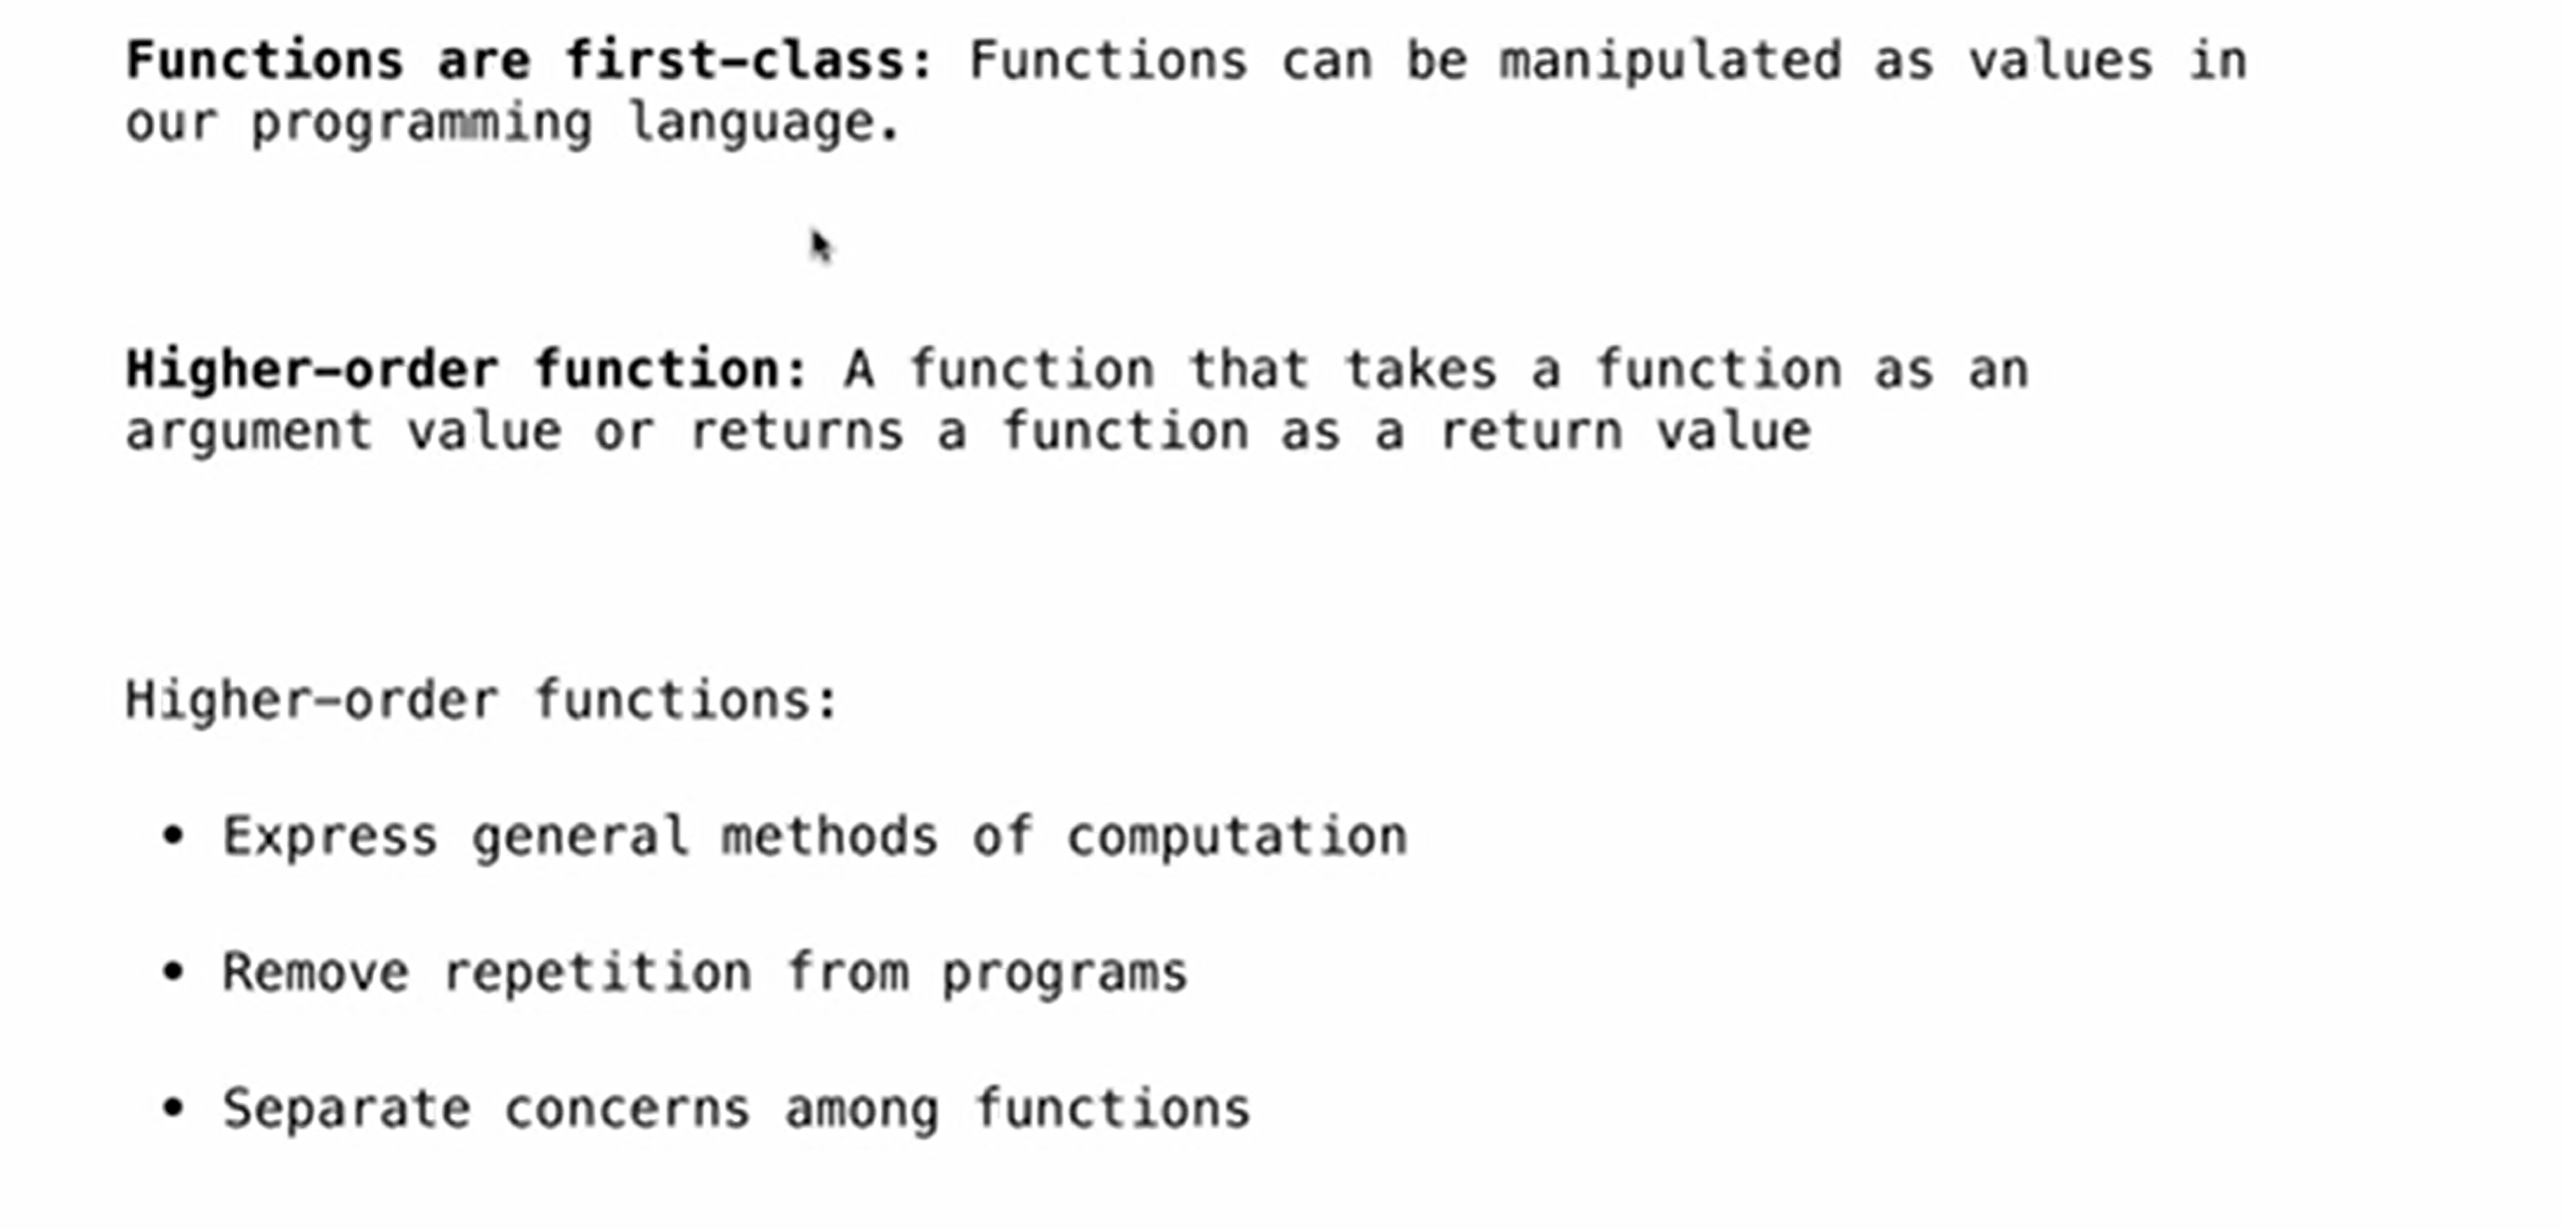 Functions are first-class: Functions can be manipulated as values in
our programming language.
Higher-order function: A function that takes a function as an
argument value or returns a function as a return value
Higher-order functions:
• Express general methods of computation
• Remove repetition from programs
• Separate concerns among functions